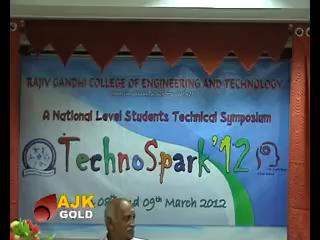 RAJIV GANDHI COLLEGE OF ENGINEERING AND TECHNOLOGY
A National Level Students Technical Symposium
TechnoSpark'12
09th March 2012
AJK
GOLD